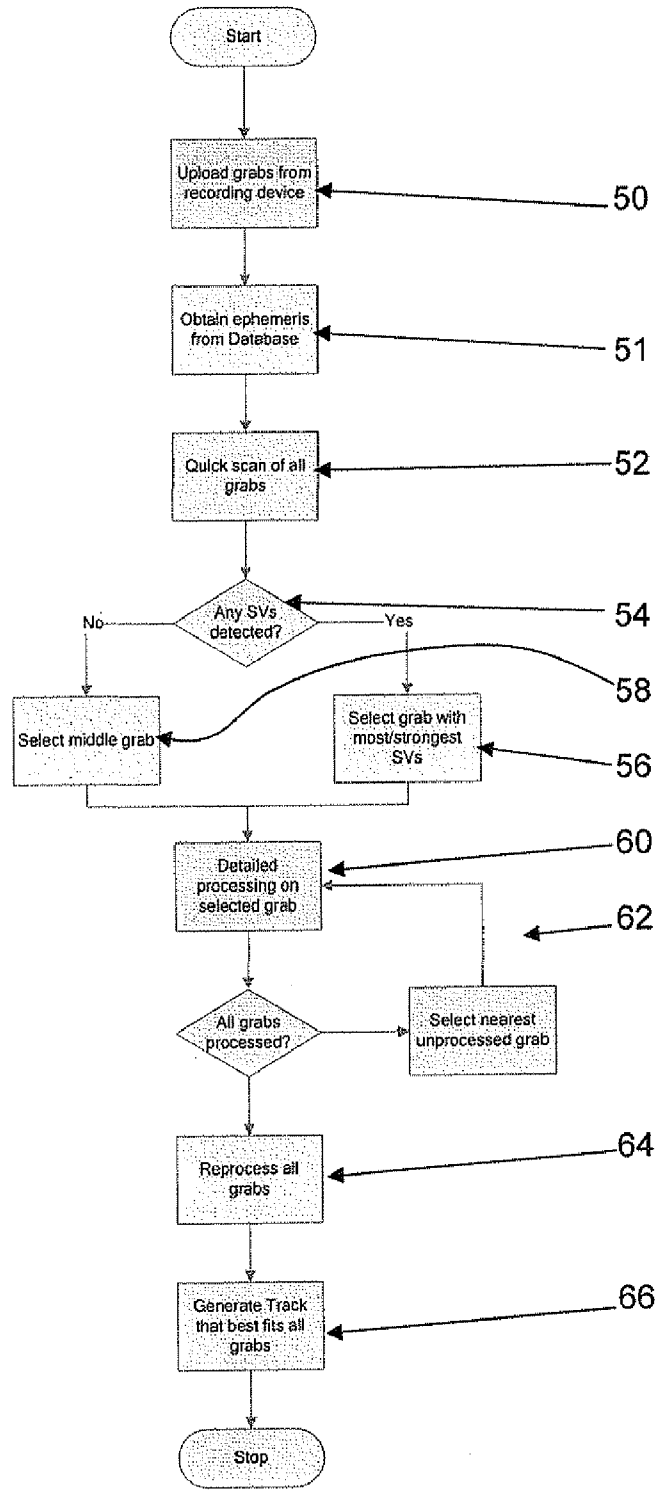 Start
Upload grabs from
recording device
50
Obtain ephemeris
from Database
51
Quick scan of all
grabs
52
Any SVs
detected?
54
No
Yes
58
Select middle grab
Select grab with
most/strongest
SVs
56
Detailed
processing on
selected grab
60
62
All grabs
processed?
Select nearest
unprocessed grab
Reprocess all
grabs
64
Generate Track
that best fits all
grabs
66
Stop